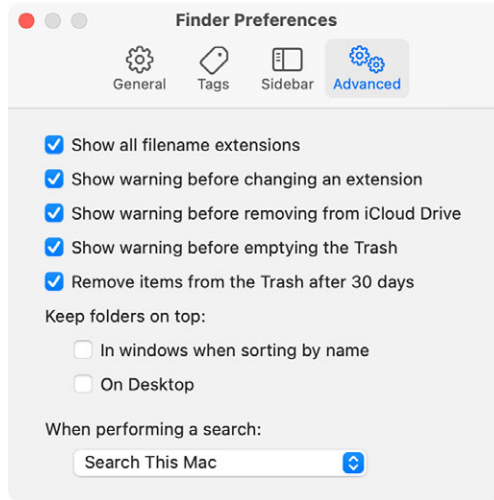 Finder Preferences
General Tags Sidebar Advanced
Show all filename extensions
Show warning before changing an extension
Show warning before removing from iCloud Drive
Show warning before emptying the Trash
Remove items from the Trash after 30 days
Keep folders on top:
In windows when sorting by name
On Desktop
When performing a search:
Search This Mac